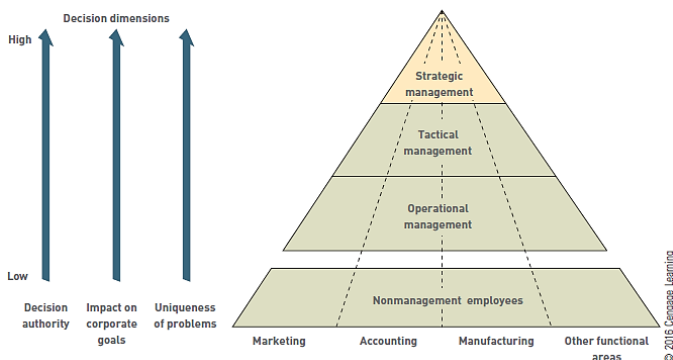 Decision dimensions
High
Low
Decision
authority
Impact on
corporate
goals
Uniqueness
of problems
Strategic
management
Tactical
management
Operational
management
Nonmanagement employees
Marketing
Accounting
Manufacturing
Other functional
areas
© 2016 Cengage Learning